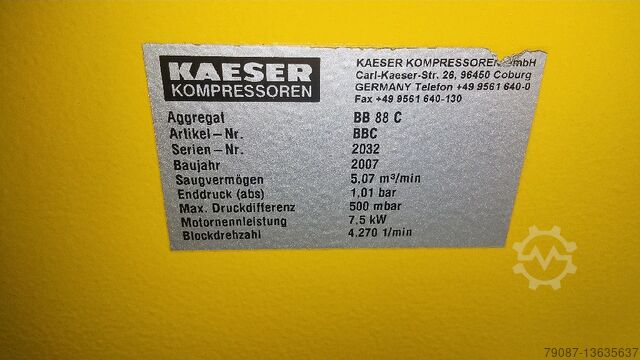 KAESER
KOMPRESSOREN
KAESER KOMPRESSOREN GmbH
Carl-Kaeser-Str. 26, 96450 Coburg
GERMANY Telefon +49 9561 640-0
Fax +49 9561 640-130
Aggregat BB 88 C
Artikel-Nr. BBC
Serien-Nr. 2032
Baujahr 2007
Saugvermögen 5,07 m³/min
Enddruck (abs) 1,01 bar
Max. Druckdifferenz 500 mbar
Motornennleistung 7,5 kW
Blockdrehzahl 4.270 1/min
79087-13635637